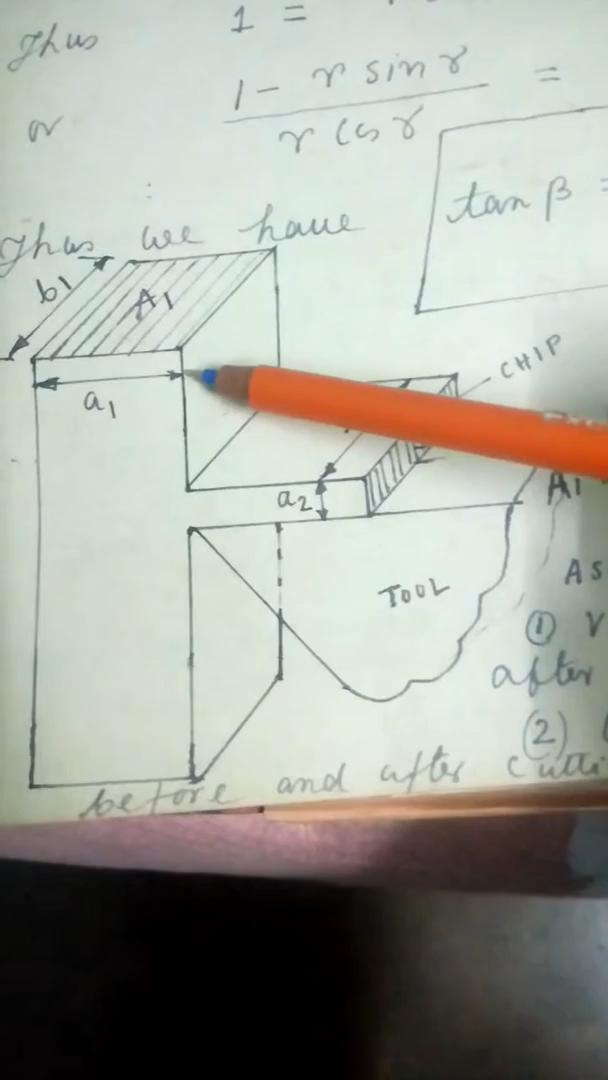 Thus 1 =
or 1 - r sin γ / r cos γ =
tan β =
Thus we have
b1
A1
a1
CHIP
a2
A1
TOOL
AS
① V
after
(2)
before and after cutti